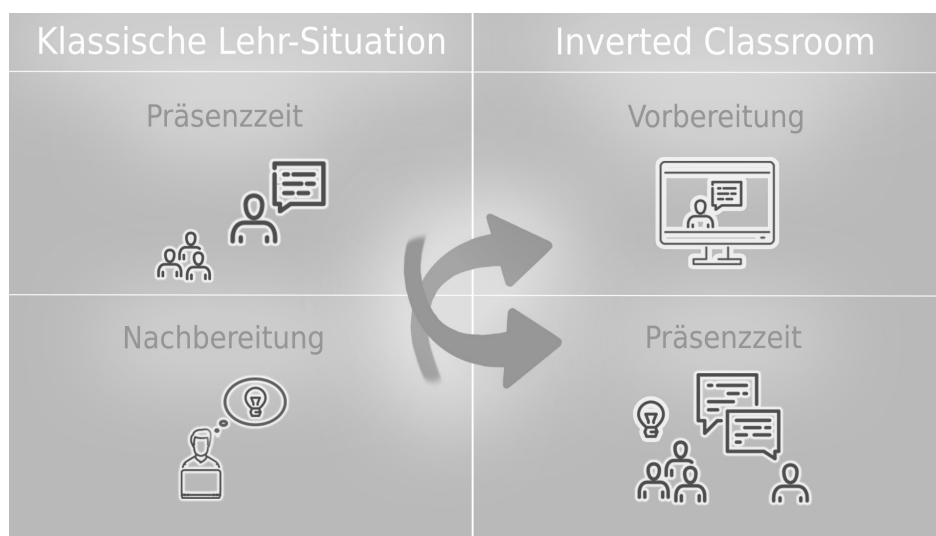 Klassische Lehr-Situation
Inverted Classroom
Präsenzzeit
Vorbereitung
Nachbereitung
Präsenzzeit